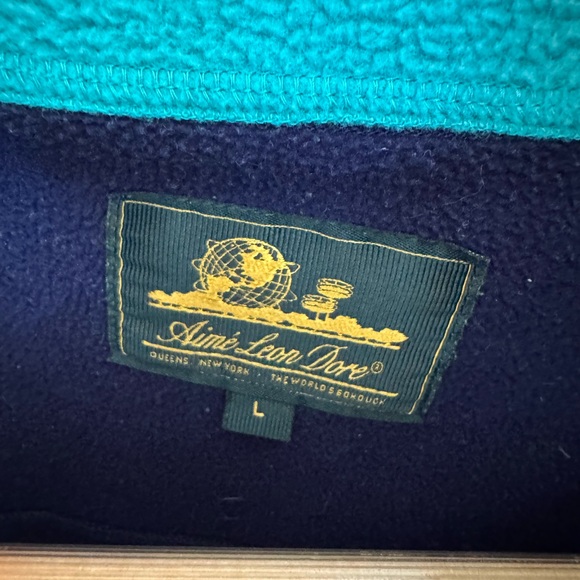 Aimé Leon Dore®
QUEENS, NEW YORK THE WORLD'S BOROUGH
L